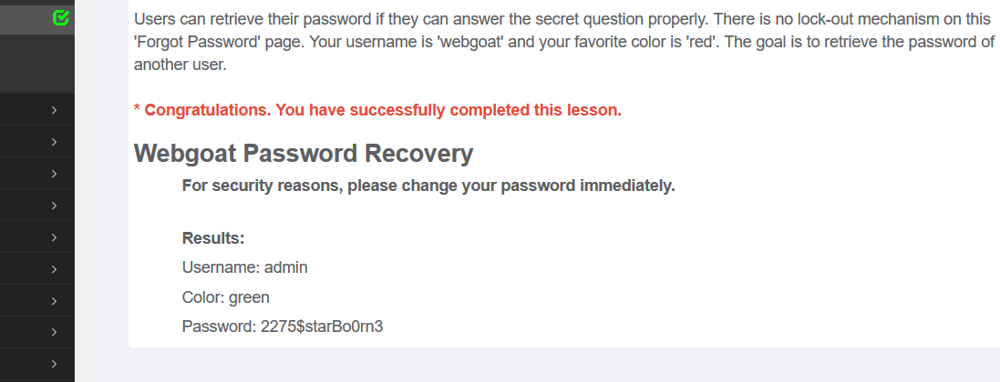 Users can retrieve their password if they can answer the secret question properly. There is no lock-out mechanism on this
'Forgot Password' page. Your username is 'webgoat' and your favorite color is 'red'. The goal is to retrieve the password of
another user.
* Congratulations. You have successfully completed this lesson.
Webgoat Password Recovery
For security reasons, please change your password immediately.
Results:
Username: admin
Color: green
Password: 2275$starBo0rn3